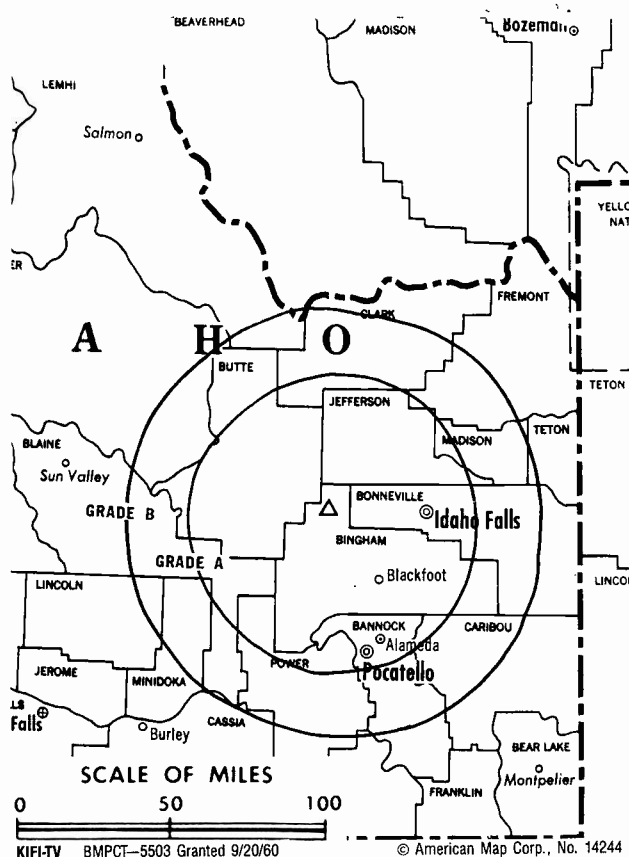 BEAVERHEAD
MADISON
Bozeman
LEMHI
Salmon
YELLO
NAT
ER
FREMONT
CLARK
A H O
BUTTE
TETON
JEFFERSON
MADISON
TETON
BLAINE
Sun Valley
GRADE B
BONNEVILLE
Idaho Falls
BINGHAM
GRADE A
Blackfoot
LINCOLN
LINCO
BANNOCK
CARIBOU
Alameda
POWER
Pocatello
JEROME
MINIDOKA
LLS
Falls
CASSIA
Burley
BEAR LAKE
SCALE OF MILES
Montpelier
FRANKLIN
0 50 100
KIFI-TV BMPCT—5503 Granted 9/20/60 © American Map Corp., No. 14244